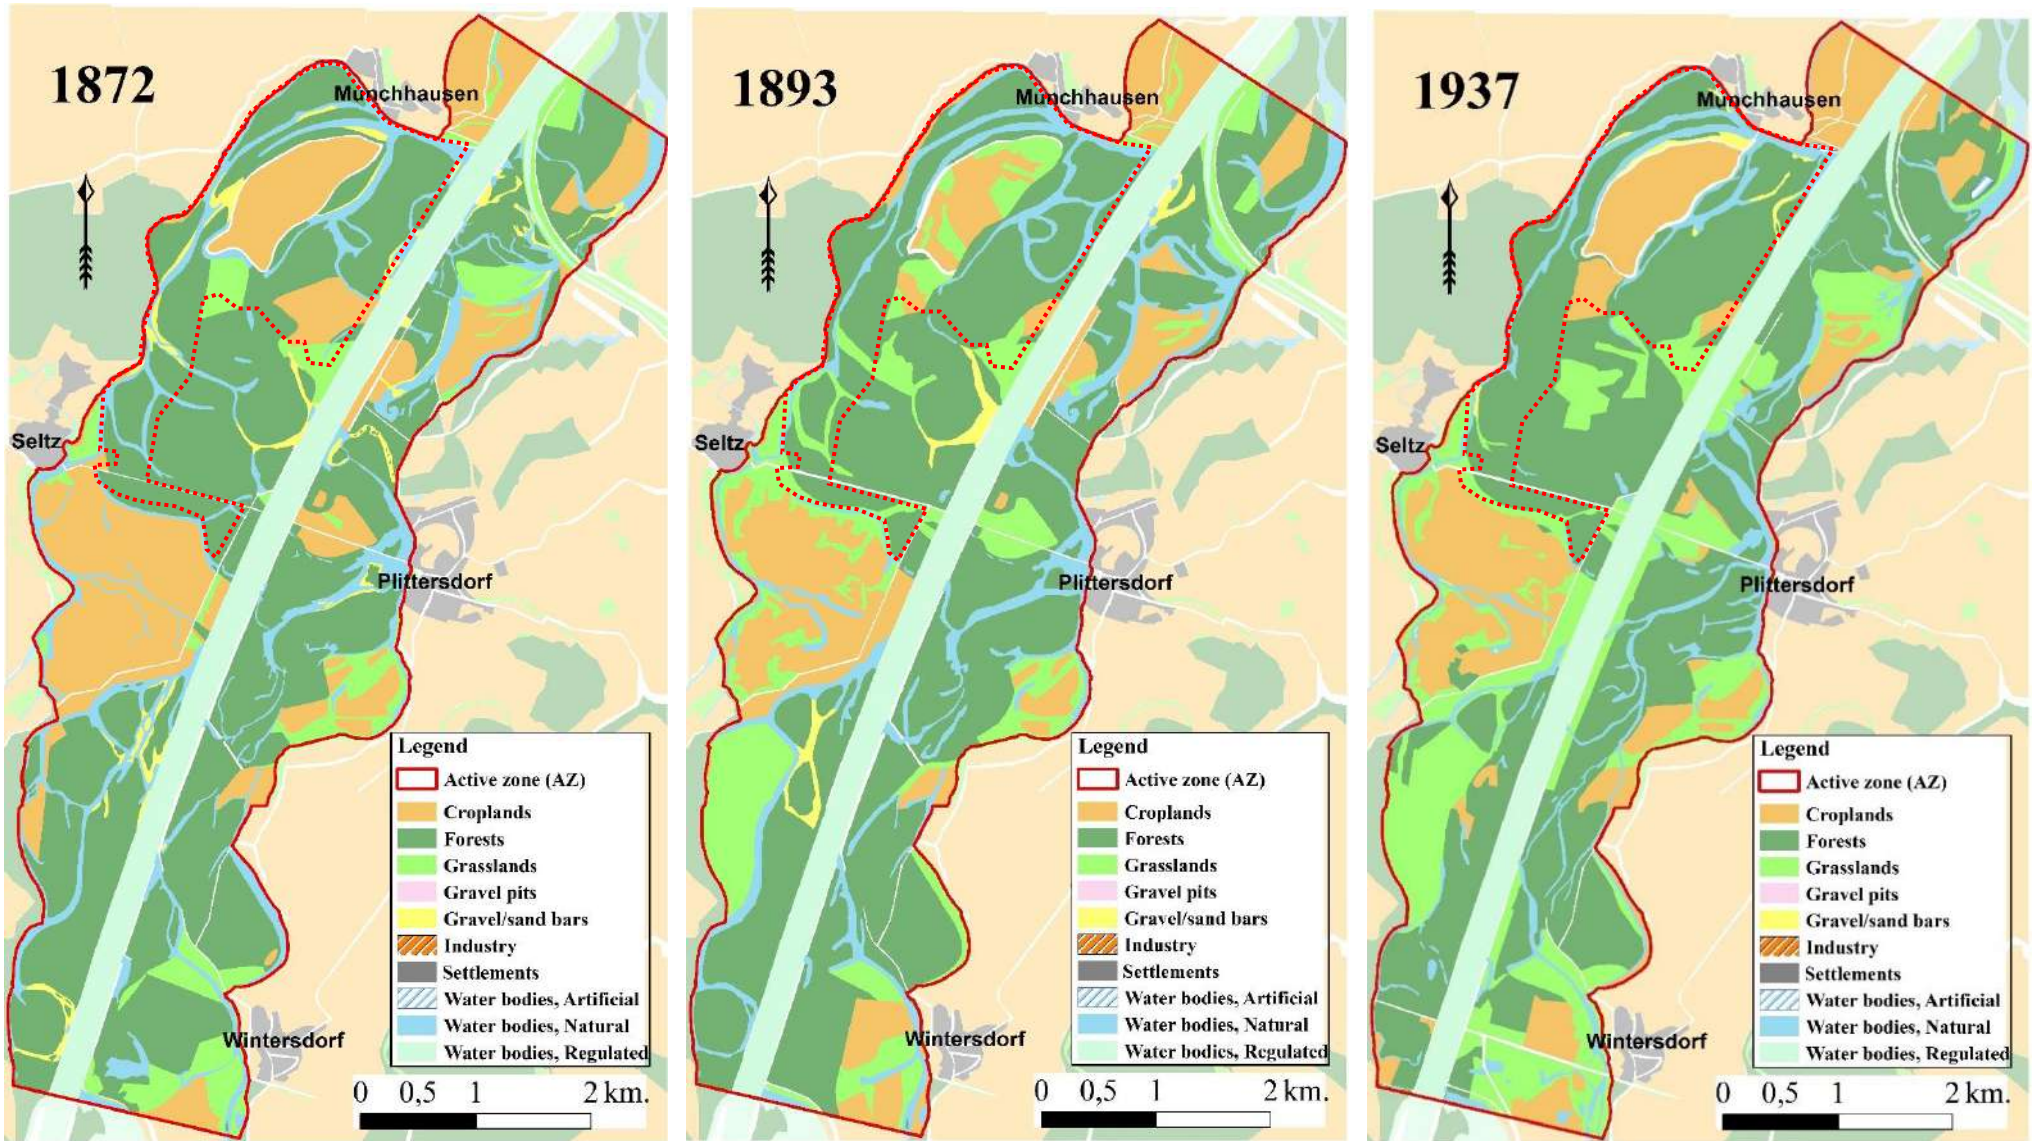 1872
Munchhausen
Seltz
Plittersdorf
Legend
Active zone (AZ)
Croplands
Forests
Grasslands
Gravel pits
Gravel/sand bars
Industry
Settlements
Water bodies, Artificial
Water bodies, Natural
Water bodies, Regulated
Wintersdorf
0 0,5 1 2 km.
1893
Munchhausen
Seltz
Plittersdorf
Legend
Active zone (AZ)
Croplands
Forests
Grasslands
Gravel pits
Gravel/sand bars
Industry
Settlements
Water bodies, Artificial
Water bodies, Natural
Water bodies, Regulated
Wintersdorf
0 0,5 1 2 km.
1937
Munchhausen
Seltz
Plittersdorf
Legend
Active zone (AZ)
Croplands
Forests
Grasslands
Gravel pits
Gravel/sand bars
Industry
Settlements
Water bodies, Artificial
Water bodies, Natural
Water bodies, Regulated
Wintersdorf
0 0,5 1 2 km.